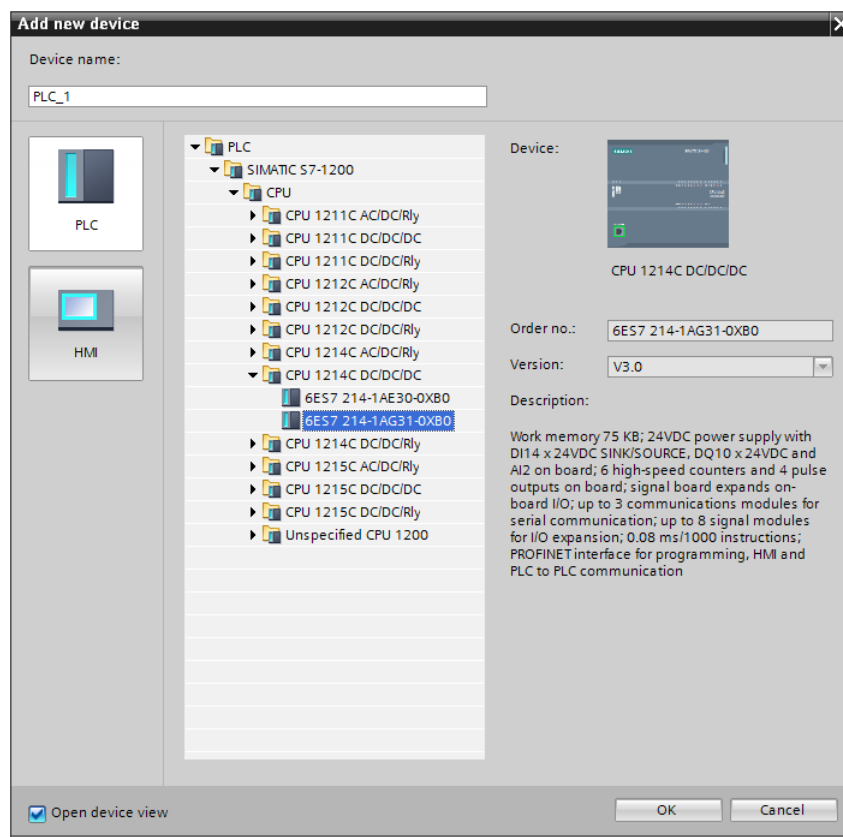 Add new device
Device name:
PLC_1
PLC
HMI
PLC
SIMATIC S7-1200
CPU
CPU 1211C AC/DC/Rly
CPU 1211C DC/DC/DC
CPU 1211C DC/DC/Rly
CPU 1212C AC/DC/Rly
CPU 1212C DC/DC/DC
CPU 1212C DC/DC/Rly
CPU 1214C AC/DC/Rly
CPU 1214C DC/DC/DC
6ES7 214-1AE30-0XB0
6ES7 214-1AG31-0XB0
CPU 1214C DC/DC/Rly
CPU 1215C AC/DC/Rly
CPU 1215C DC/DC/DC
CPU 1215C DC/DC/Rly
Unspecified CPU 1200
Device:
SIEMENS
CPU 1214C DC/DC/DC
Order no.: 6ES7 214-1AG31-0XB0
Version: V3.0
Description:
Work memory 75 KB; 24VDC power supply with
DI14 x 24VDC SINK/SOURCE, DQ10 x 24VDC and
AI2 on board; 6 high-speed counters and 4 pulse
outputs on board; signal board expands on-
board I/O; up to 3 communications modules for
serial communication; up to 8 signal modules
for I/O expansion; 0.08 ms/1000 instructions;
PROFINET interface for programming, HMI and
PLC to PLC communication
Open device view
OK
Cancel